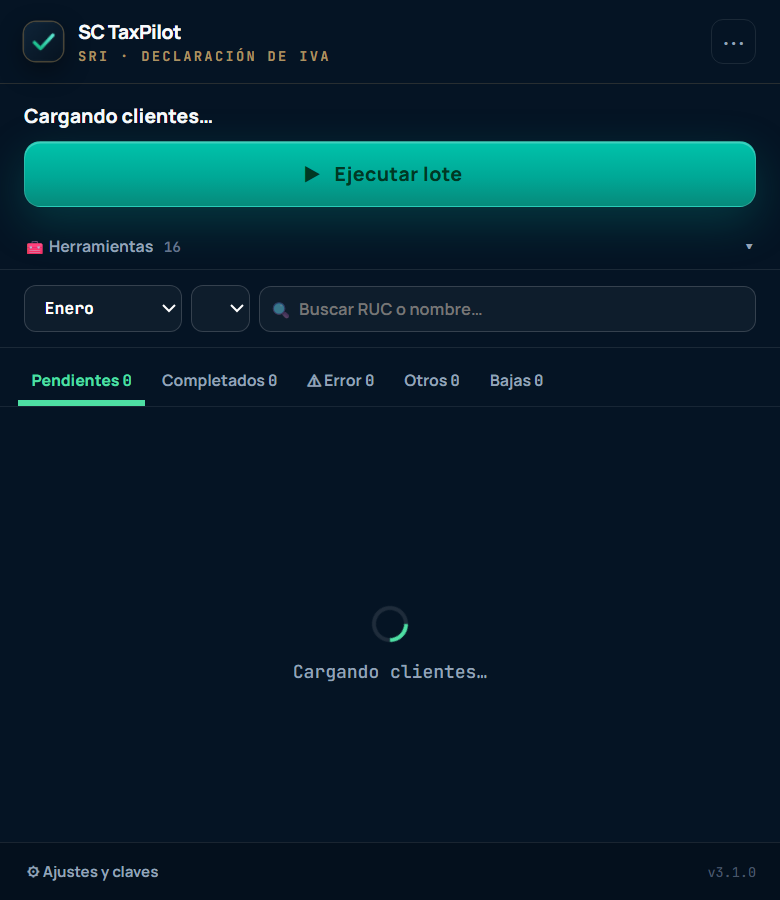 SC TaxPilot
SRI · DECLARACIÓN DE IVA
...
Cargando clientes…
▶ Ejecutar lote
🧰 Herramientas 16 ▾
Enero
🔍 Buscar RUC o nombre…
Pendientes 0 Completados 0 ⚠ Error 0 Otros 0 Bajas 0
Cargando clientes…
⚙ Ajustes y claves v3.1.0